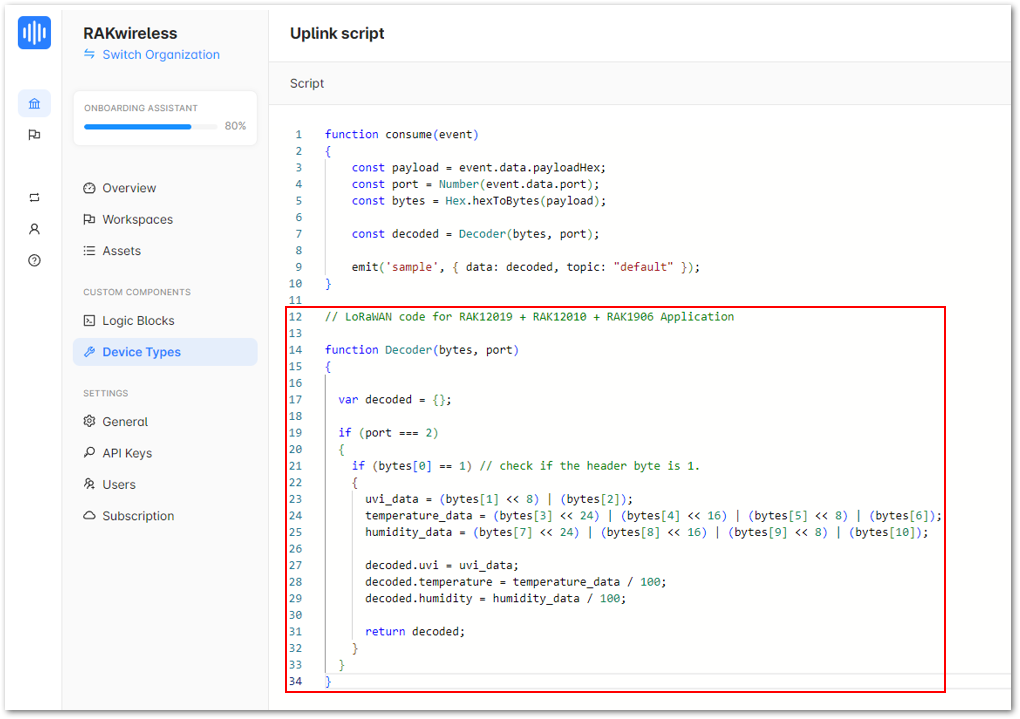 RAKwireless
Switch Organization
ONBOARDING ASSISTANT
80%
Overview
Workspaces
Assets
CUSTOM COMPONENTS
Logic Blocks
Device Types
SETTINGS
General
API Keys
Users
Subscription
Uplink script
Script
1 function consume(event)
2 {
3     const payload = event.data.payloadHex;
4     const port = Number(event.data.port);
5     const bytes = Hex.hexToBytes(payload);
6
7     const decoded = Decoder(bytes, port);
8
9     emit('sample', { data: decoded, topic: "default" });
10 }
11
12 // LoRaWAN code for RAK12019 + RAK12010 + RAK1906 Application
13
14 function Decoder(bytes, port)
15 {
16
17   var decoded = {};
18
19   if (port === 2)
20   {
21     if (bytes[0] == 1) // check if the header byte is 1.
22     {
23       uvi_data = (bytes[1] << 8) | (bytes[2]);
24       temperature_data = (bytes[3] << 24) | (bytes[4] << 16) | (bytes[5] << 8) | (bytes[6]);
25       humidity_data = (bytes[7] << 24) | (bytes[8] << 16) | (bytes[9] << 8) | (bytes[10]);
26
27       decoded.uvi = uvi_data;
28       decoded.temperature = temperature_data / 100;
29       decoded.humidity = humidity_data / 100;
30
31       return decoded;
32     }
33   }
34 }